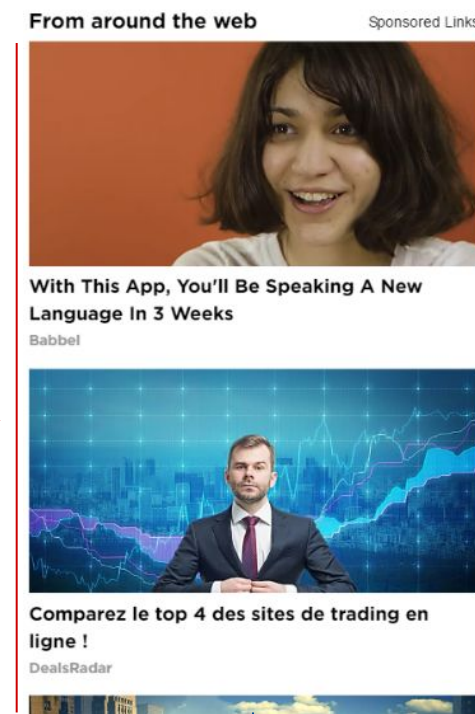 From around the web
Sponsored Links
With This App, You'll Be Speaking A New
Language In 3 Weeks
Babbel
Comparez le top 4 des sites de trading en
ligne !
DealsRadar